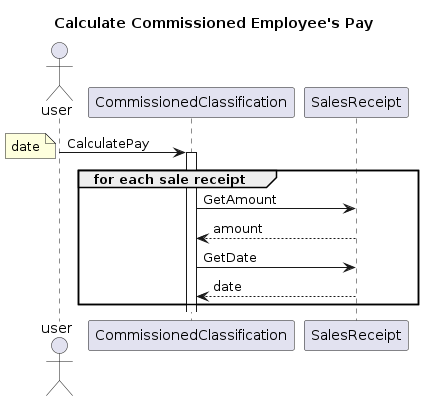 Calculate Commissioned Employee's Pay
user
CommissionedClassification
SalesReceipt
date
CalculatePay
for each sale receipt
GetAmount
amount
GetDate
date
user
CommissionedClassification
SalesReceipt